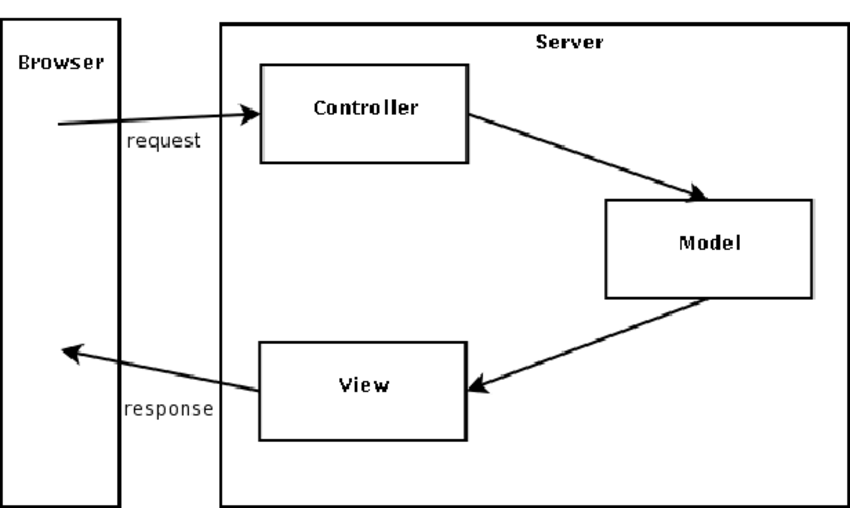 Server
Browser
Controller
request
Model
View
response